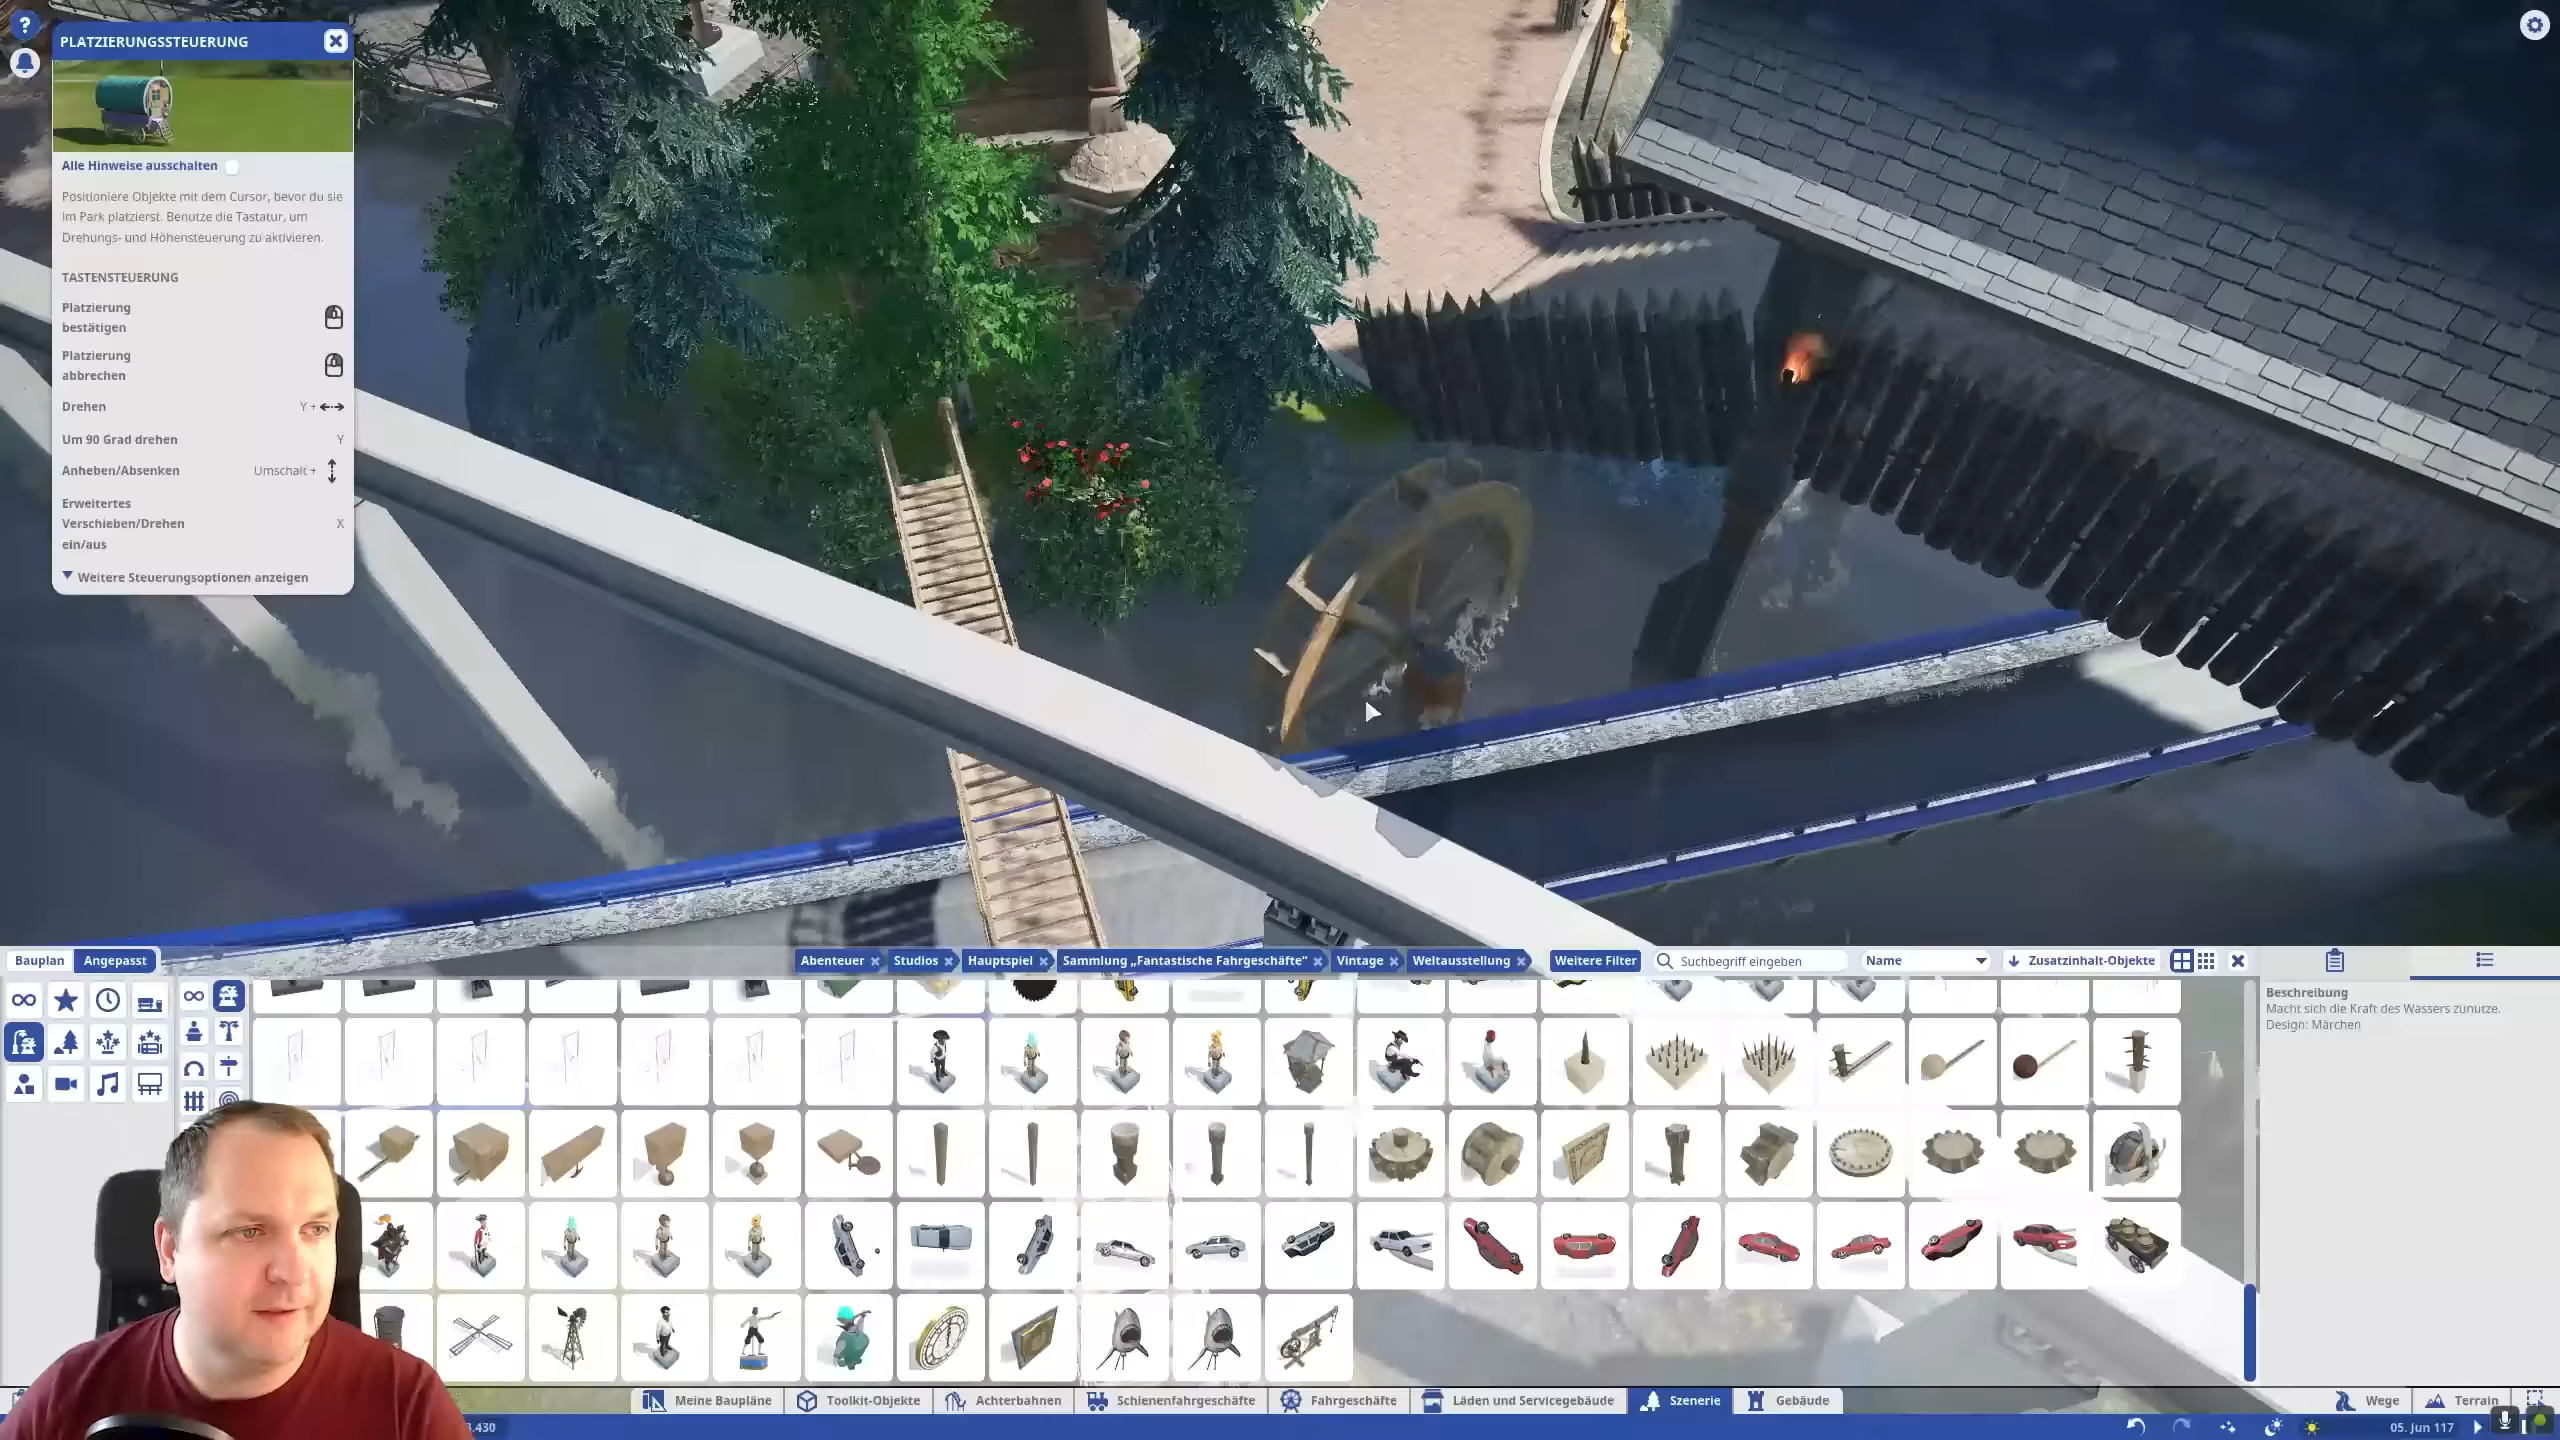 ?
PLATZIERUNGSSTEUERUNG
Alle Hinweise ausschalten
Positioniere Objekte mit dem Cursor, bevor du sie
im Park platzierst. Benutze die Tastatur, um
Drehungs- und Höhensteuerung zu aktivieren.
TASTENSTEUERUNG
Platzierung
bestätigen
Platzierung
abbrechen
Drehen Y +
Um 90 Grad drehen Y
Anheben/Absenken Umschalt +
Erweitertes
Verschieben/Drehen X
ein/aus
Weitere Steuerungsoptionen anzeigen
Bauplan Angepasst Abenteuer Studios Hauptspiel Sammlung „Fantastische Fahrgeschäfte" Vintage Weltausstellung Weitere Filter Suchbegriff eingeben Name Zusatzinhalt-Objekte
Beschreibung
Macht sich die Kraft des Wassers zunutze.
Design: Märchen
Meine Baupläne Toolkit-Objekte Achterbahnen Schienenfahrgeschäfte Fahrgeschäfte Läden und Servicegebäude Szenerie Gebäude Wege Terrain
.430 05. Jun 117